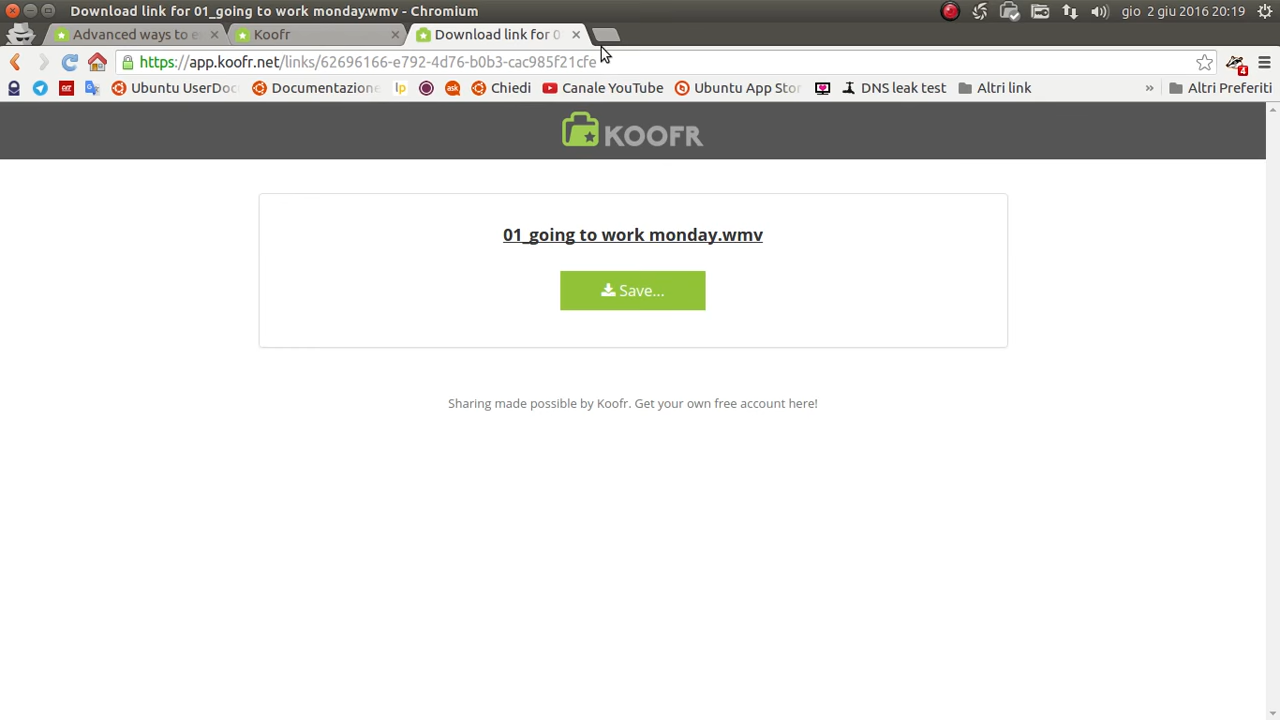 Download link for 01_going to work monday.wmv - Chromium
gio 2 giu 2016 20:19
Advanced ways to e
Koofr
Download link for 0
https://app.koofr.net/links/62696166-e792-4d76-b0b3-cac985f21cfe
4
Ubuntu UserDoc
Documentazione
lp
ask
Chiedi
Canale YouTube
Ubuntu App Stor
DNS leak test
Altri link
»
Altri Preferiti
KOOFR
01_going to work monday.wmv
Save...
Sharing made possible by Koofr. Get your own free account here!